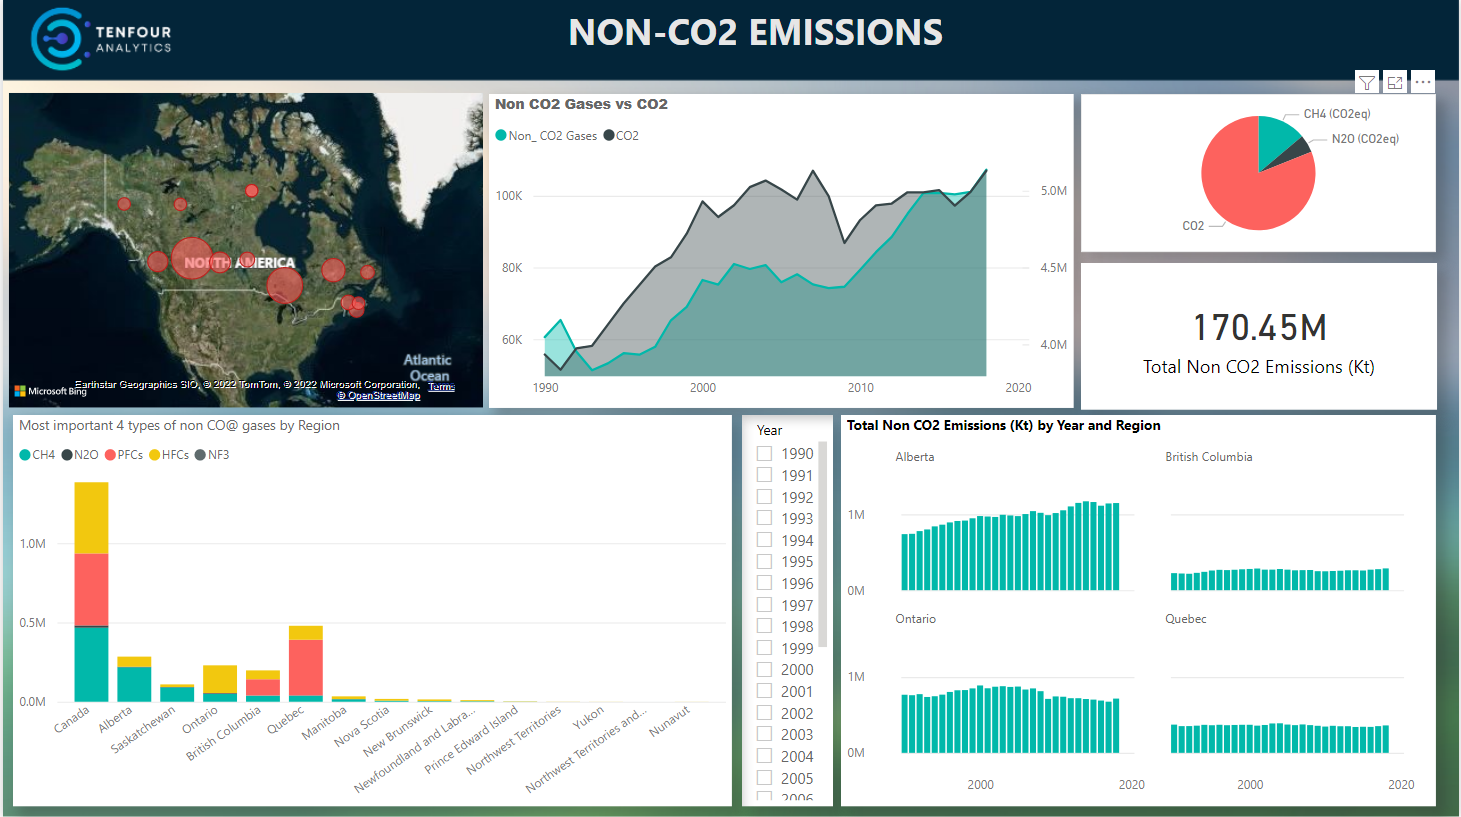 TENFOUR
ANALYTICS
NON-CO2 EMISSIONS
NORTH AMERICA
Atlantic
Ocean
Microsoft Bing
Earthstar Geographics SIO, © 2022 TomTom, © 2022 Microsoft Corporation, Terms
© OpenStreetMap
Non CO2 Gases vs CO2
Non_ CO2 Gases CO2
100K
80K
60K
5.0M
4.5M
4.0M
1990 2000 2010 2020
CH4 (CO2eq)
N2O (CO2eq)
CO2
170.45M
Total Non CO2 Emissions (Kt)
Most important 4 types of non CO@ gases by Region
CH4 N2O PFCs HFCs NF3
1.0M
0.5M
0.0M
Canada
Alberta
Saskatchewan
Ontario
British Columbia
Quebec
Manitoba
Nova Scotia
New Brunswick
Newfoundland and Labra...
Prince Edward Island
Northwest Territories
Yukon
Northwest Territories and...
Nunavut
Year
1990
1991
1992
1993
1994
1995
1996
1997
1998
1999
2000
2001
2002
2003
2004
2005
2006
Total Non CO2 Emissions (Kt) by Year and Region
Alberta British Columbia
1M
0M
Ontario Quebec
1M
0M
2000 2020 2000 2020